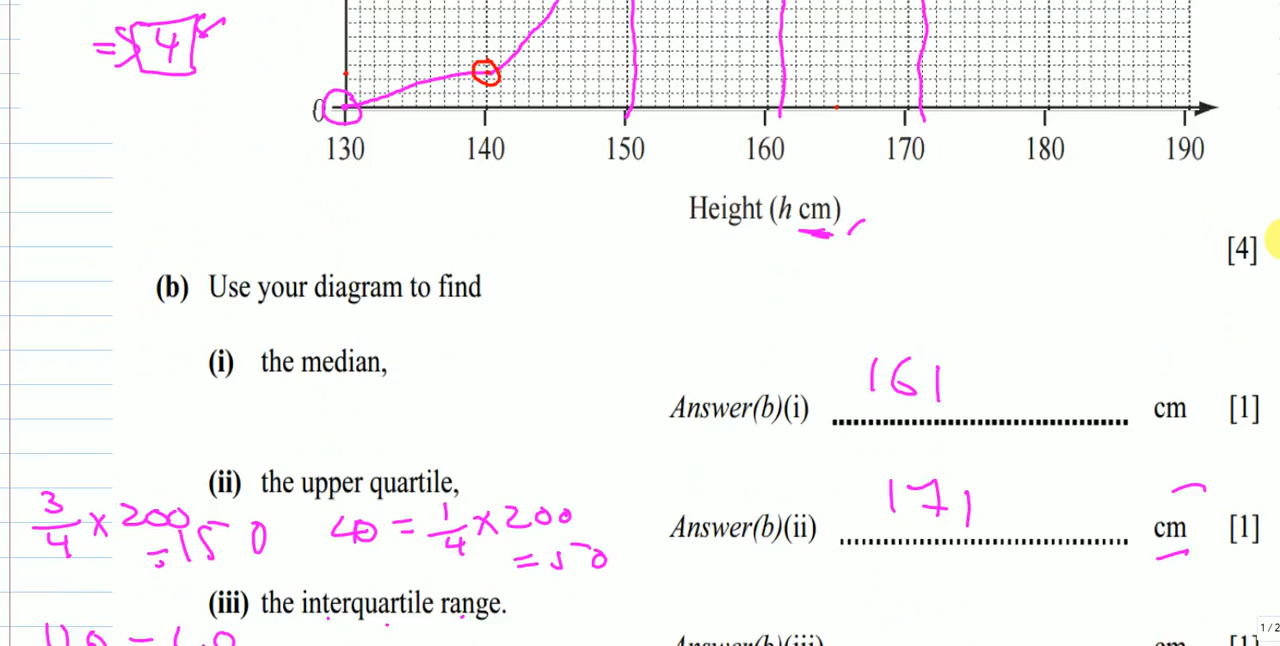 = 4
0
130 140 150 160 170 180 190
Height (h cm)
[4]
(b) Use your diagram to find
(i) the median,
161
Answer(b)(i) ........................................ cm [1]
(ii) the upper quartile,
3/4 × 200 = 150
1/4 × 200 = 50
171
Answer(b)(ii) ........................................ cm [1]
(iii) the interquartile range.
1 / 2